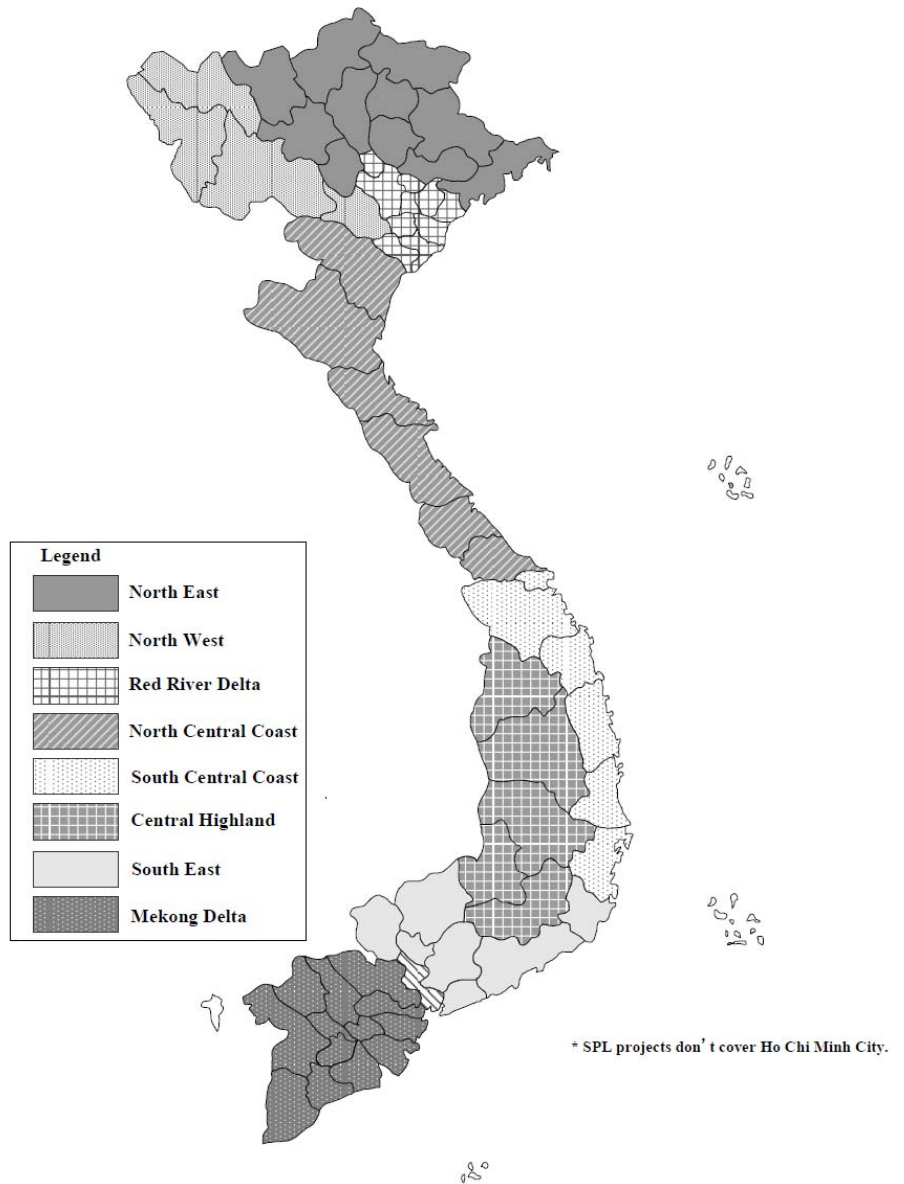 Legend
North East
North West
Red River Delta
North Central Coast
South Central Coast
Central Highland
South East
Mekong Delta
* SPL projects don’ t cover Ho Chi Minh City.